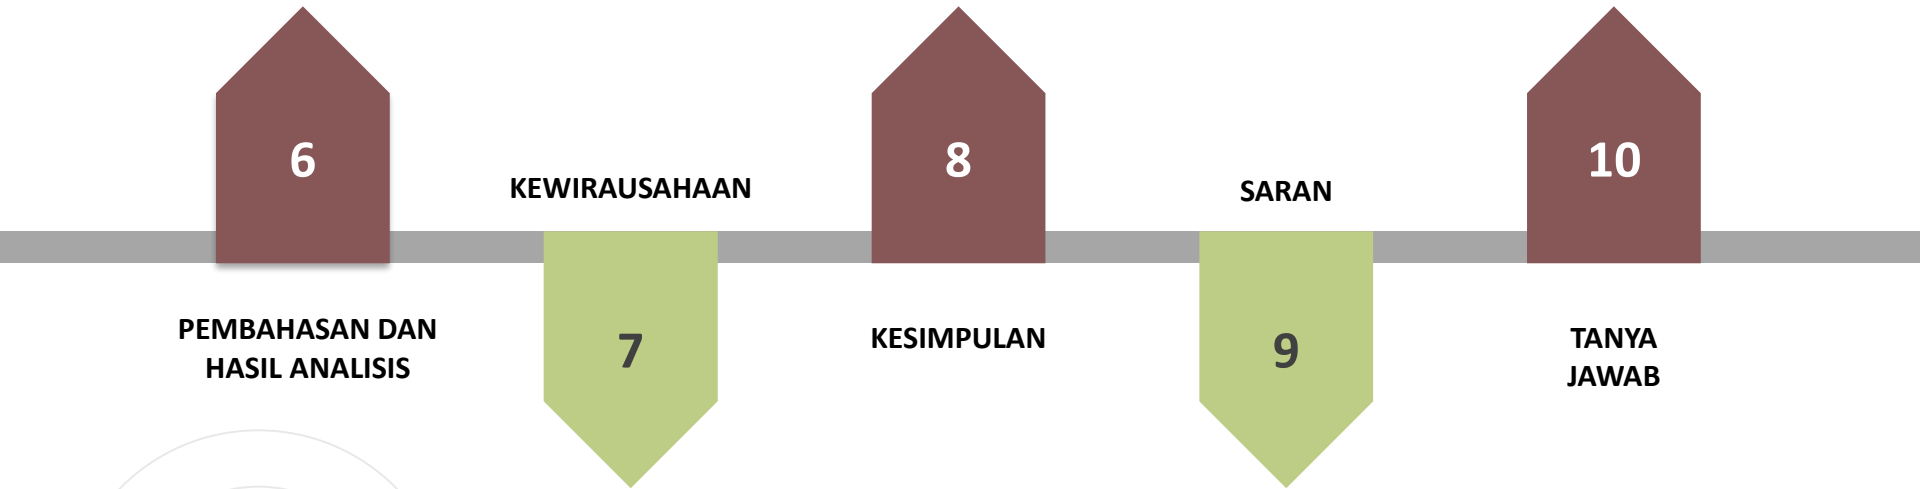 6
PEMBAHASAN DAN
HASIL ANALISIS
KEWIRAUSAHAAN
7
8
KESIMPULAN
SARAN
9
10
TANYA
JAWAB